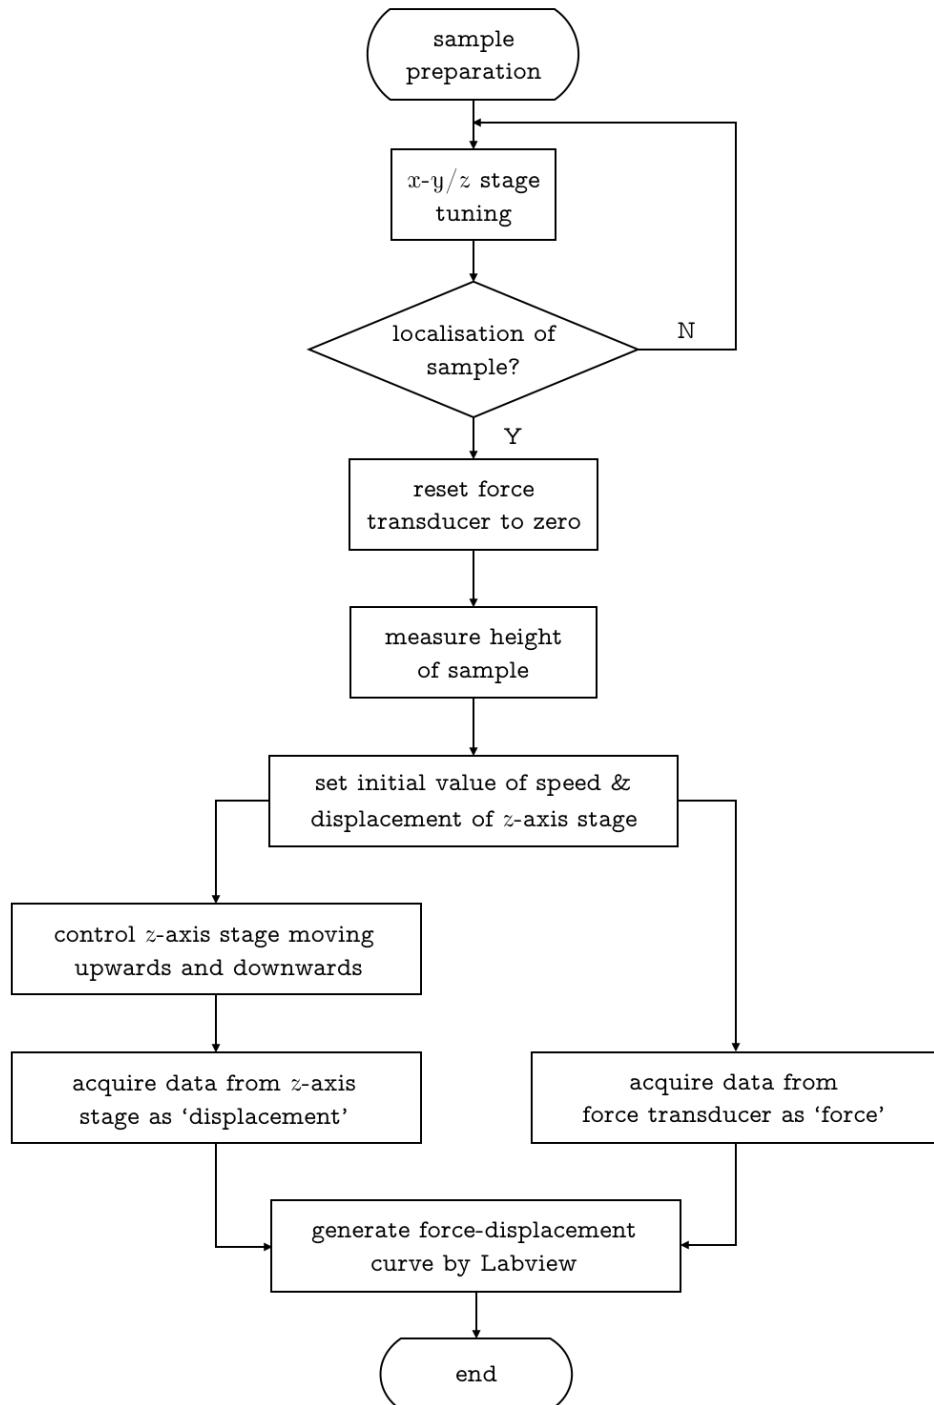 sample
preparation
x-y/z stage
tuning
localisation of
sample?
N
Y
reset force
transducer to zero
measure height
of sample
set initial value of speed &
displacement of z-axis stage
control z-axis stage moving
upwards and downwards
acquire data from z-axis
stage as ‘displacement’
acquire data from
force transducer as ‘force’
generate force-displacement
curve by Labview
end